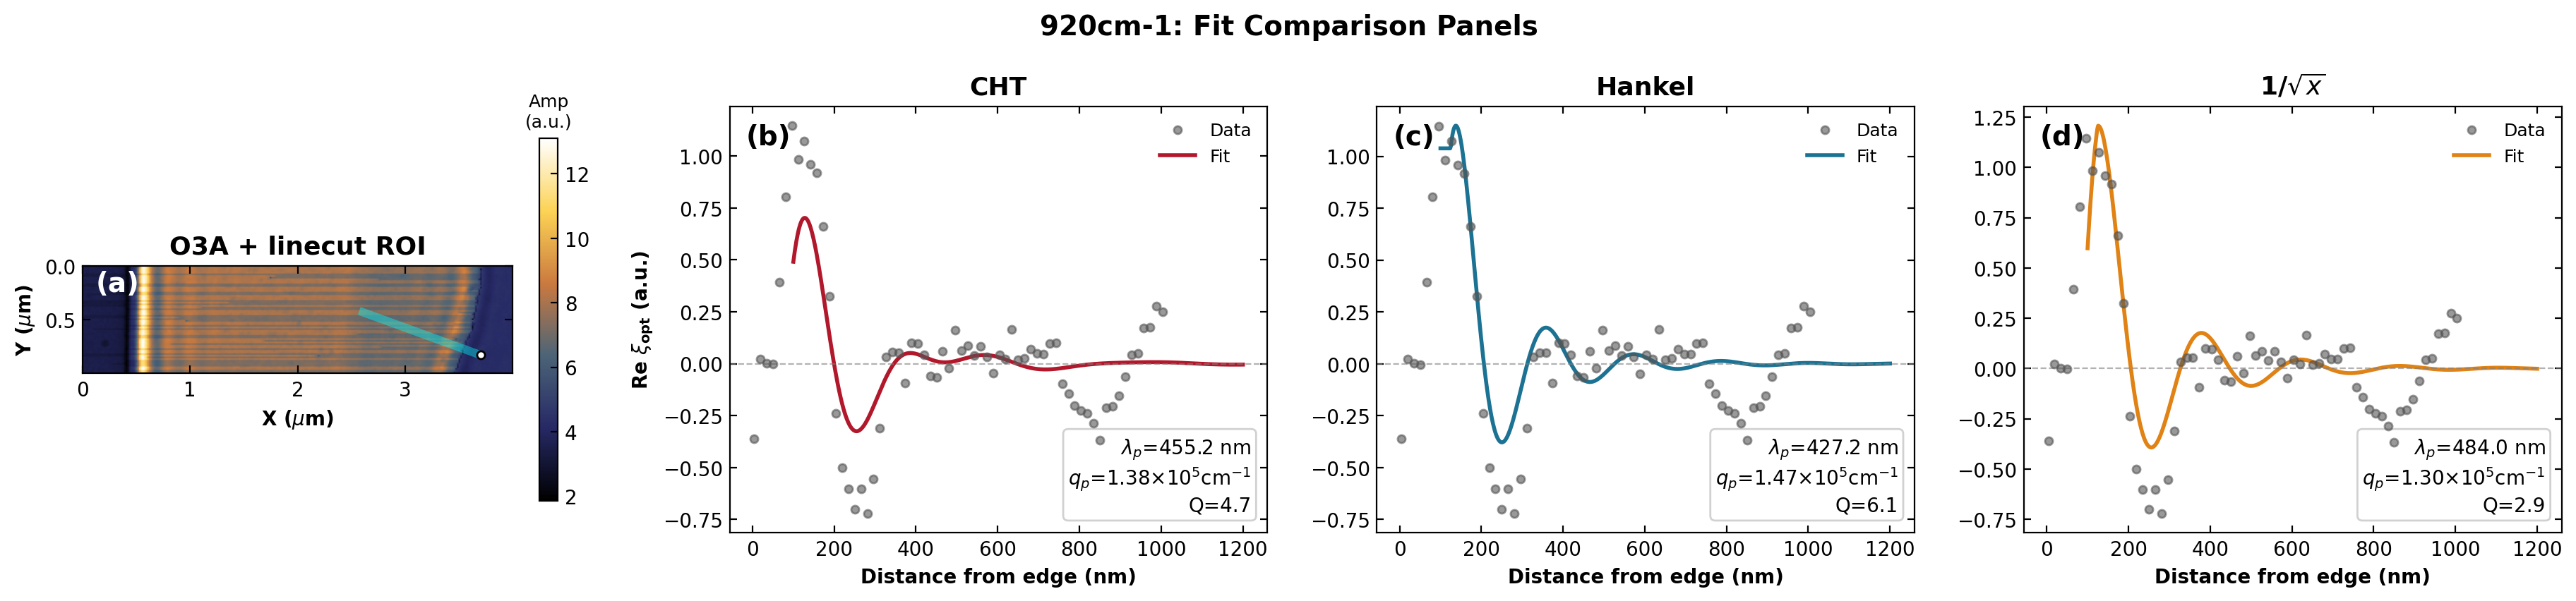 920cm-1: Fit Comparison Panels
O3A + linecut ROI
(a)
0.0
0.5
Y (μm)
0 1 2 3
X (μm)
Amp
(a.u.)
12
10
8
6
4
2
CHT
(b)
Data
Fit
1.00
0.75
0.50
0.25
0.00
−0.25
−0.50
−0.75
Re ξopt (a.u.)
λp=455.2 nm
qp=1.38×10⁵cm⁻¹
Q=4.7
0 200 400 600 800 1000 1200
Distance from edge (nm)
Hankel
(c)
Data
Fit
1.00
0.75
0.50
0.25
0.00
−0.25
−0.50
−0.75
λp=427.2 nm
qp=1.47×10⁵cm⁻¹
Q=6.1
0 200 400 600 800 1000 1200
Distance from edge (nm)
1/√x
(d)
Data
Fit
1.25
1.00
0.75
0.50
0.25
0.00
−0.25
−0.50
−0.75
λp=484.0 nm
qp=1.30×10⁵cm⁻¹
Q=2.9
0 200 400 600 800 1000 1200
Distance from edge (nm)